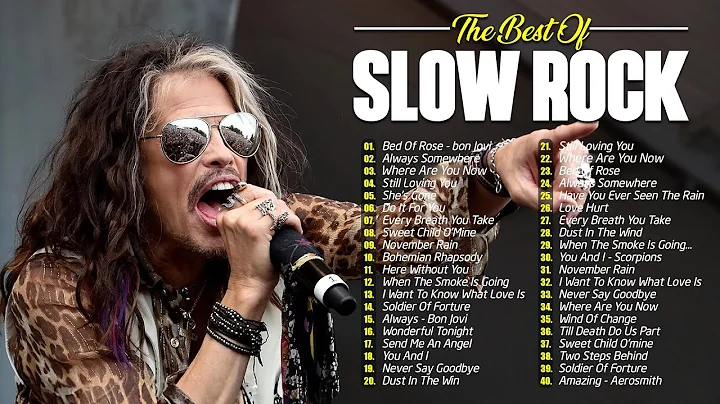 The Best Of
SLOW ROCK
01. Bed Of Rose - bon Jovi
02. Always Somewhere
03. Where Are You Now
04. Still Loving You
05. She's Gone
06. Do It For You
07. Every Breath You Take
08. Sweet Child O'Mine
09. November Rain
10. Bohemian Rhapsody
11. Here Without You
12. When The Smoke Is Going
13. I Want To Know What Love Is
14. Soldier Of Forture
15. Always - Bon Jovi
16. Wonderful Tonight
17. Send Me An Angel
18. You And I
19. Never Say Goodbye
20. Dust In The Win
21. Still Loving You
22. Where Are You Now
23. Bed Of Rose
24. Always Somewhere
25. Have You Ever Seen The Rain
26. Love Hurt
27. Every Breath You Take
28. Dust In The Wind
29. When The Smoke Is Going...
30. You And I - Scorpions
31. November Rain
32. I Want To Know What Love Is
33. Never Say Goodbye
34. Where Are You Now
35. Wind Of Change
36. Till Death Do Us Part
37. Sweet Child O'mine
38. Two Steps Behind
39. Soldier Of Forture
40. Amazing - Aerosmith